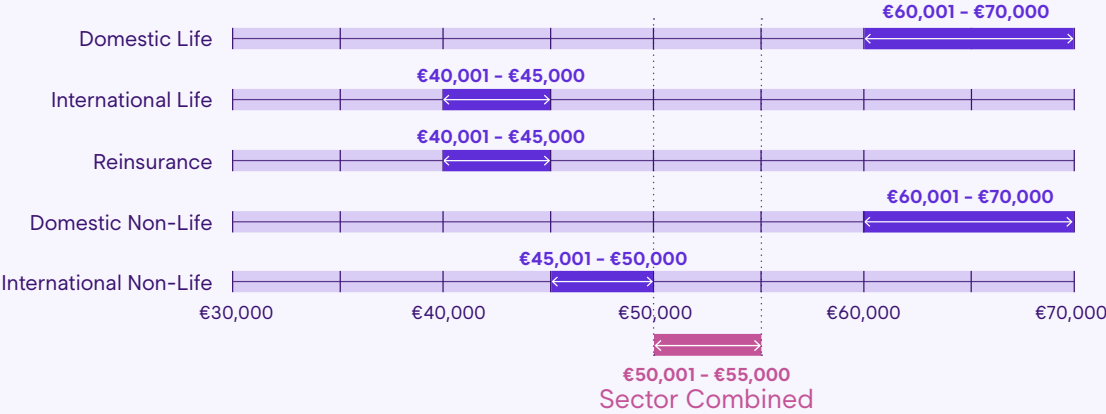 €60,001 - €70,000
Domestic Life
€40,001 - €45,000
International Life
€40,001 - €45,000
Reinsurance
€60,001 - €70,000
Domestic Non-Life
€45,001 - €50,000
International Non-Life
€30,000 €40,000 €50,000 €60,000 €70,000
€50,001 - €55,000
Sector Combined